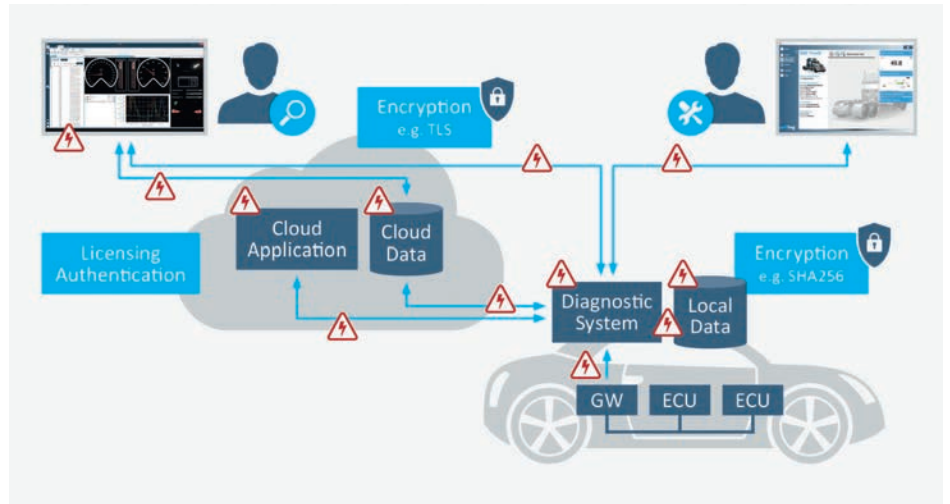 Encryption
e.g. TLS
Licensing
Authentication
Cloud
Application
Cloud
Data
Encryption
e.g. SHA256
Diagnostic
System
Local
Data
GW
ECU
ECU